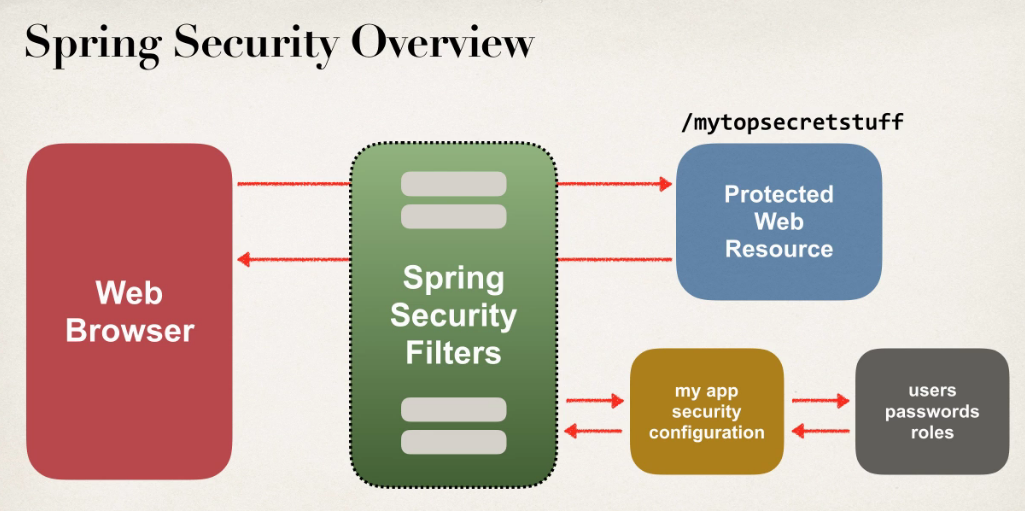 Spring Security Overview
/mytopsecretstuff
Web
Browser
Spring
Security
Filters
Protected
Web
Resource
my app
security
configuration
users
passwords
roles